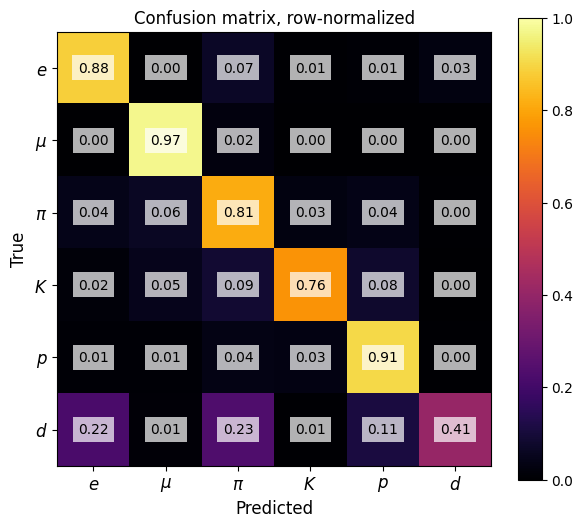 Confusion matrix, row-normalized
True
e 0.88 0.00 0.07 0.01 0.01 0.03
μ 0.00 0.97 0.02 0.00 0.00 0.00
π 0.04 0.06 0.81 0.03 0.04 0.00
K 0.02 0.05 0.09 0.76 0.08 0.00
p 0.01 0.01 0.04 0.03 0.91 0.00
d 0.22 0.01 0.23 0.01 0.11 0.41
e μ π K p d
Predicted
1.0
0.8
0.6
0.4
0.2
0.0